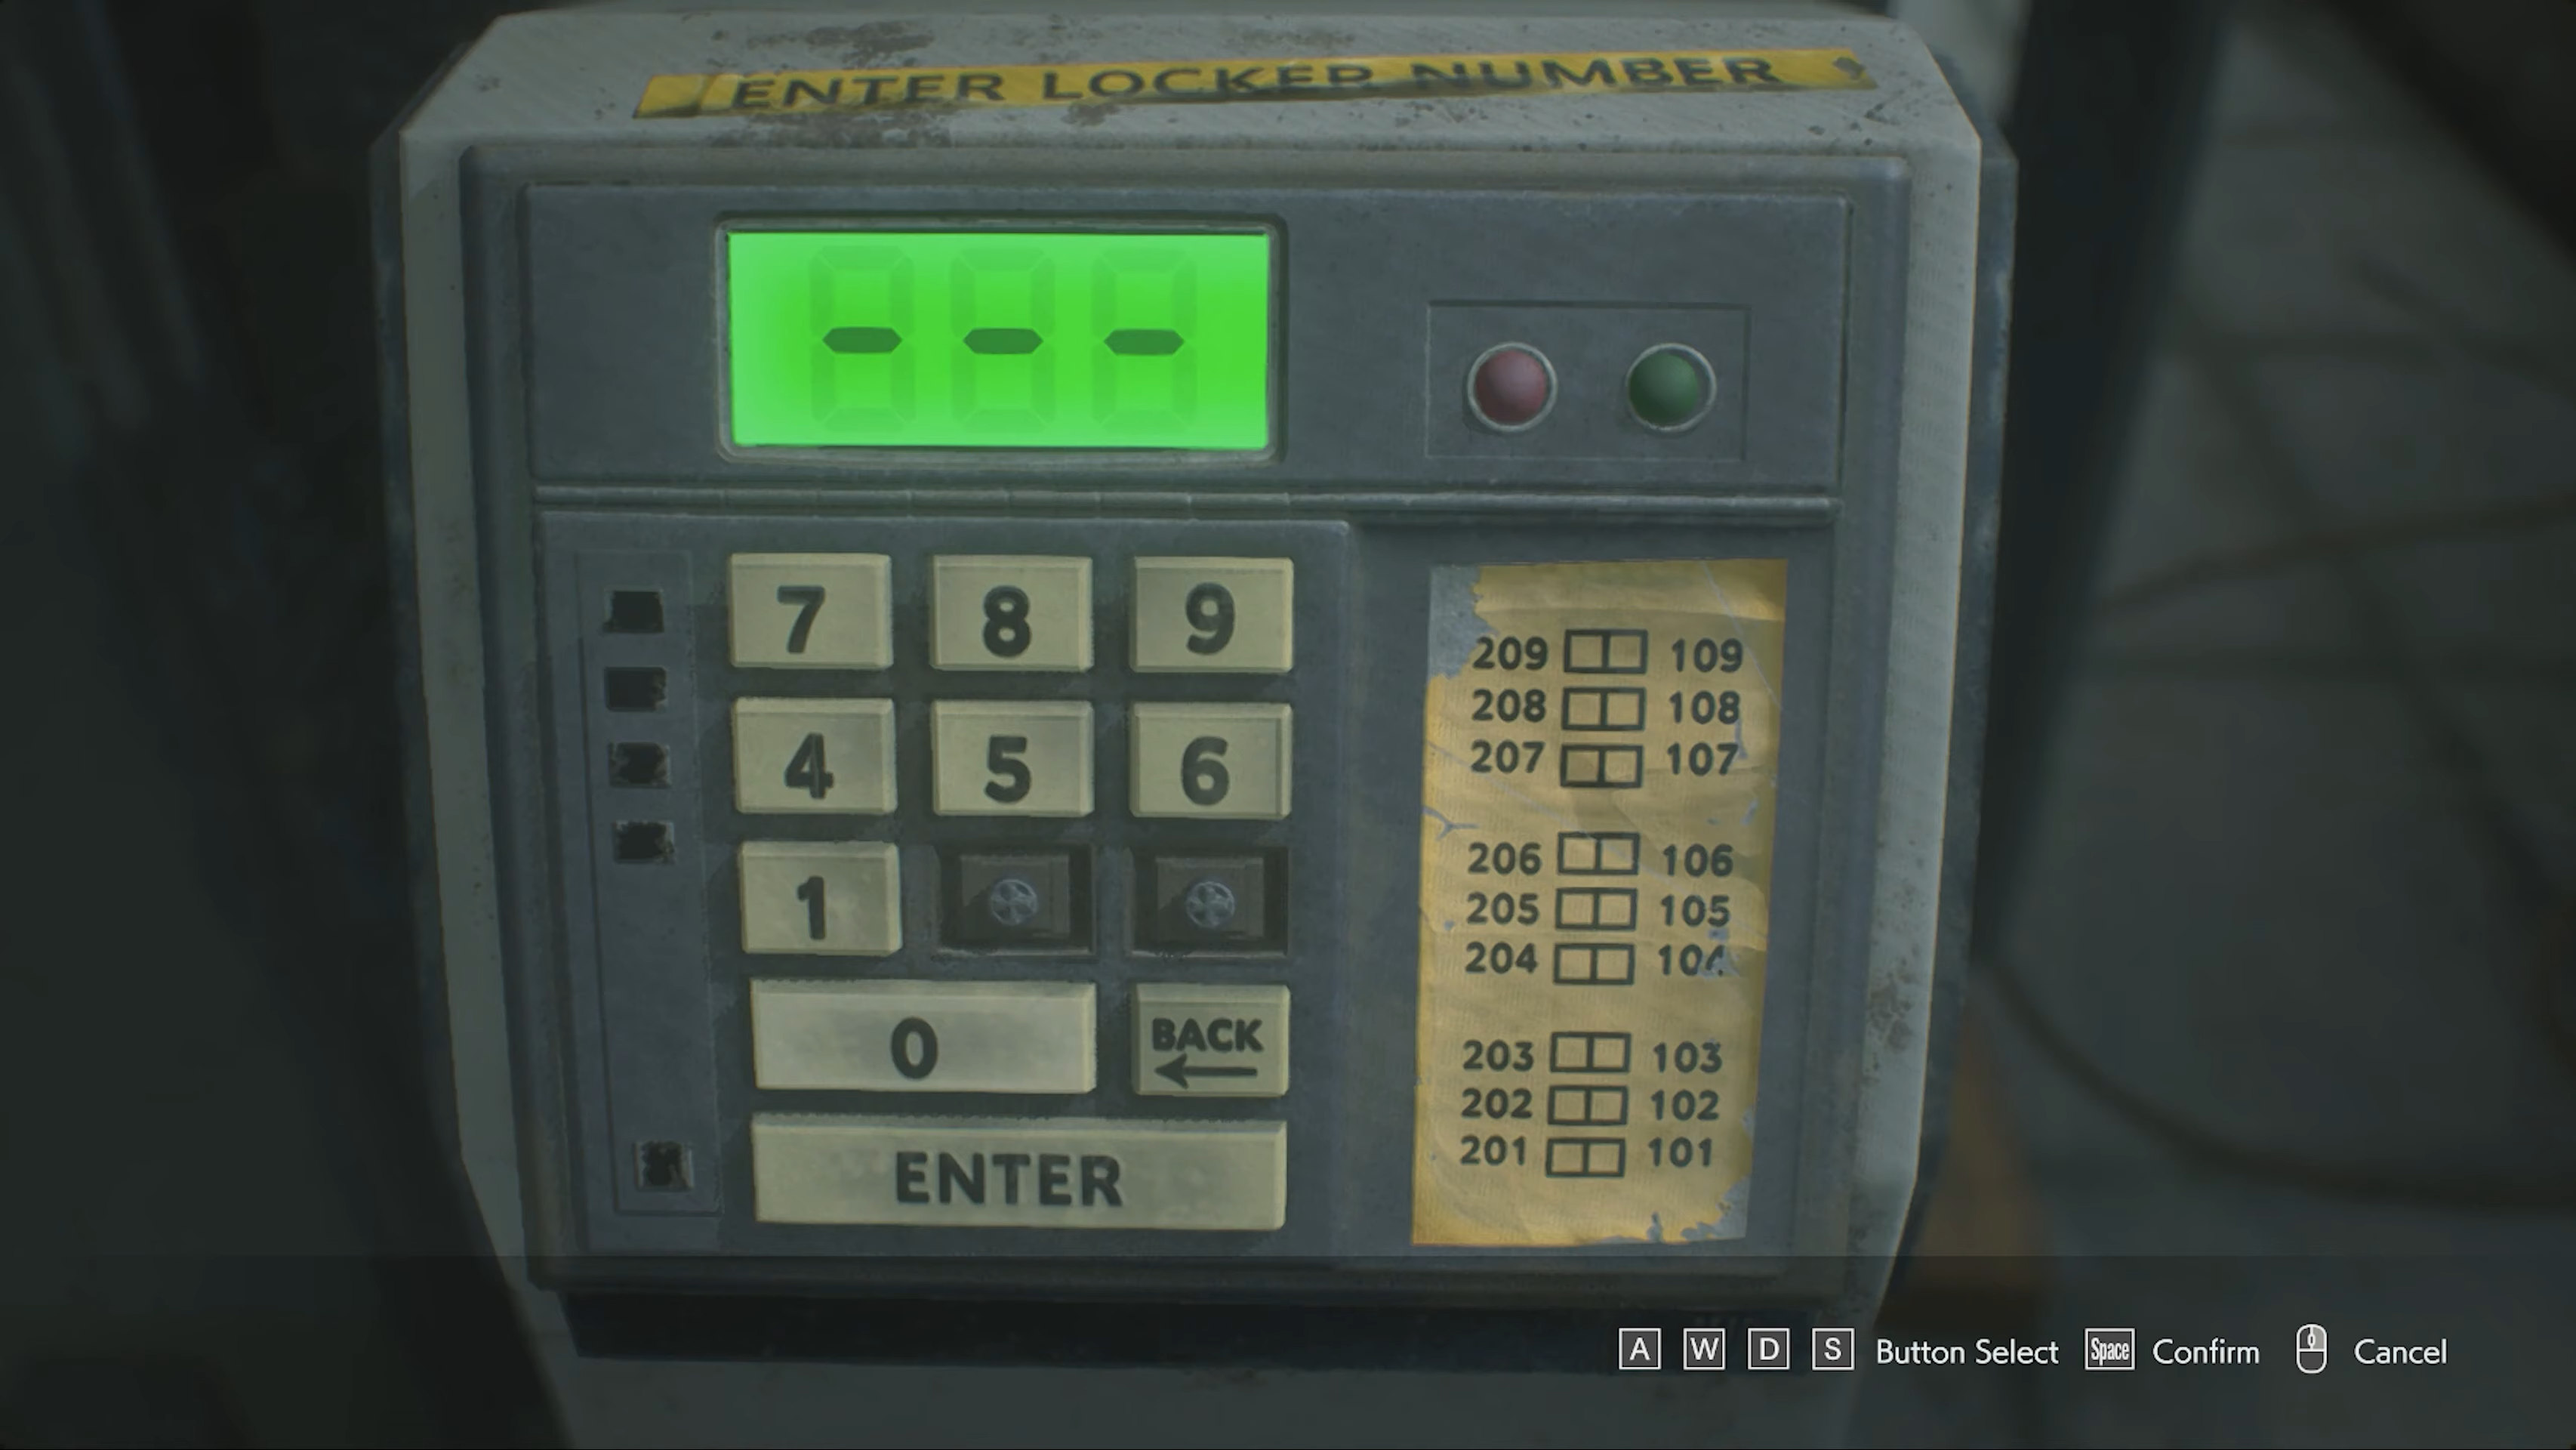 ENTER LOCKER NUMBER
7 8 9
4 5 6
1
0 BACK
ENTER
209 109
208 108
207 107
206 106
205 105
204 104
203 103
202 102
201 101
A W D S Button Select Space Confirm Cancel